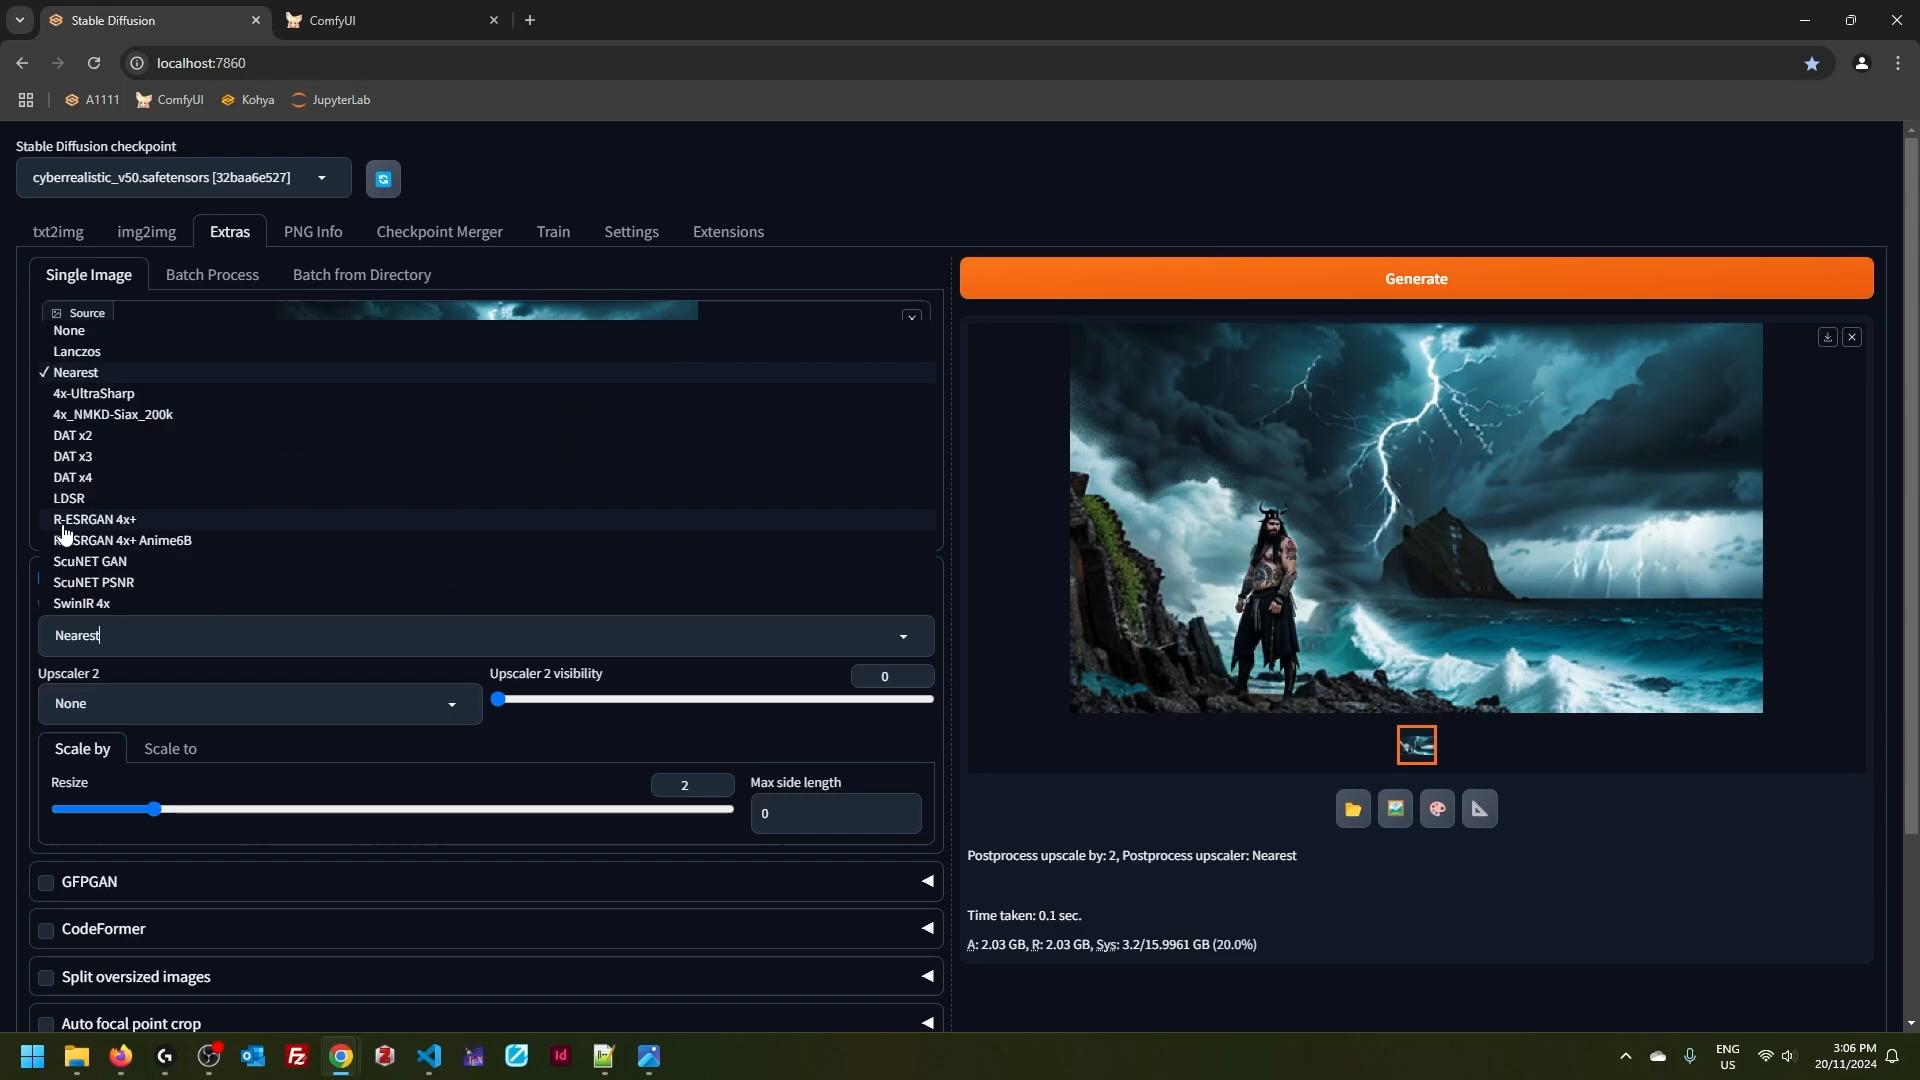 Stable Diffusion
ComfyUI
localhost:7860
A1111
ComfyUI
Kohya
JupyterLab
Stable Diffusion checkpoint
cyberrealistic_v50.safetensors [32baa6e527]
txt2img
img2img
Extras
PNG Info
Checkpoint Merger
Train
Settings
Extensions
Single Image
Batch Process
Batch from Directory
Generate
Source
None
Lanczos
✓ Nearest
4x-UltraSharp
4x_NMKD-Siax_200k
DAT x2
DAT x3
DAT x4
LDSR
R-ESRGAN 4x+
R-ESRGAN 4x+ Anime6B
ScuNET GAN
ScuNET PSNR
SwinIR 4x
Nearest
Upscaler 2
Upscaler 2 visibility
0
None
Scale by
Scale to
Resize
2
Max side length
0
GFPGAN
CodeFormer
Split oversized images
Auto focal point crop
Postprocess upscale by: 2, Postprocess upscaler: Nearest
Time taken: 0.1 sec.
A: 2.03 GB, R: 2.03 GB, Sys: 3.2/15.9961 GB (20.0%)
Fz
Z
TEX
Id
ENG
US
3:06 PM
20/11/2024